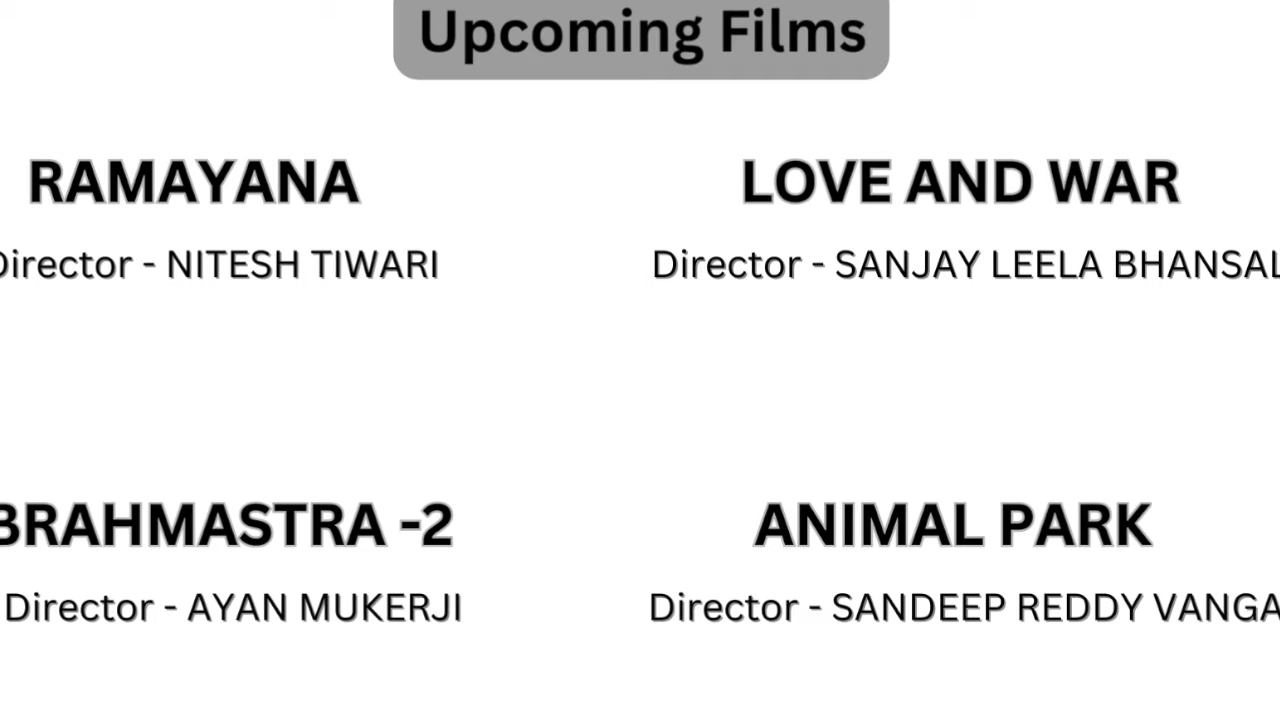 Upcoming Films
RAMAYANA
Director - NITESH TIWARI
LOVE AND WAR
Director - SANJAY LEELA BHANSAL
BRAHMASTRA -2
Director - AYAN MUKERJI
ANIMAL PARK
Director - SANDEEP REDDY VANGA